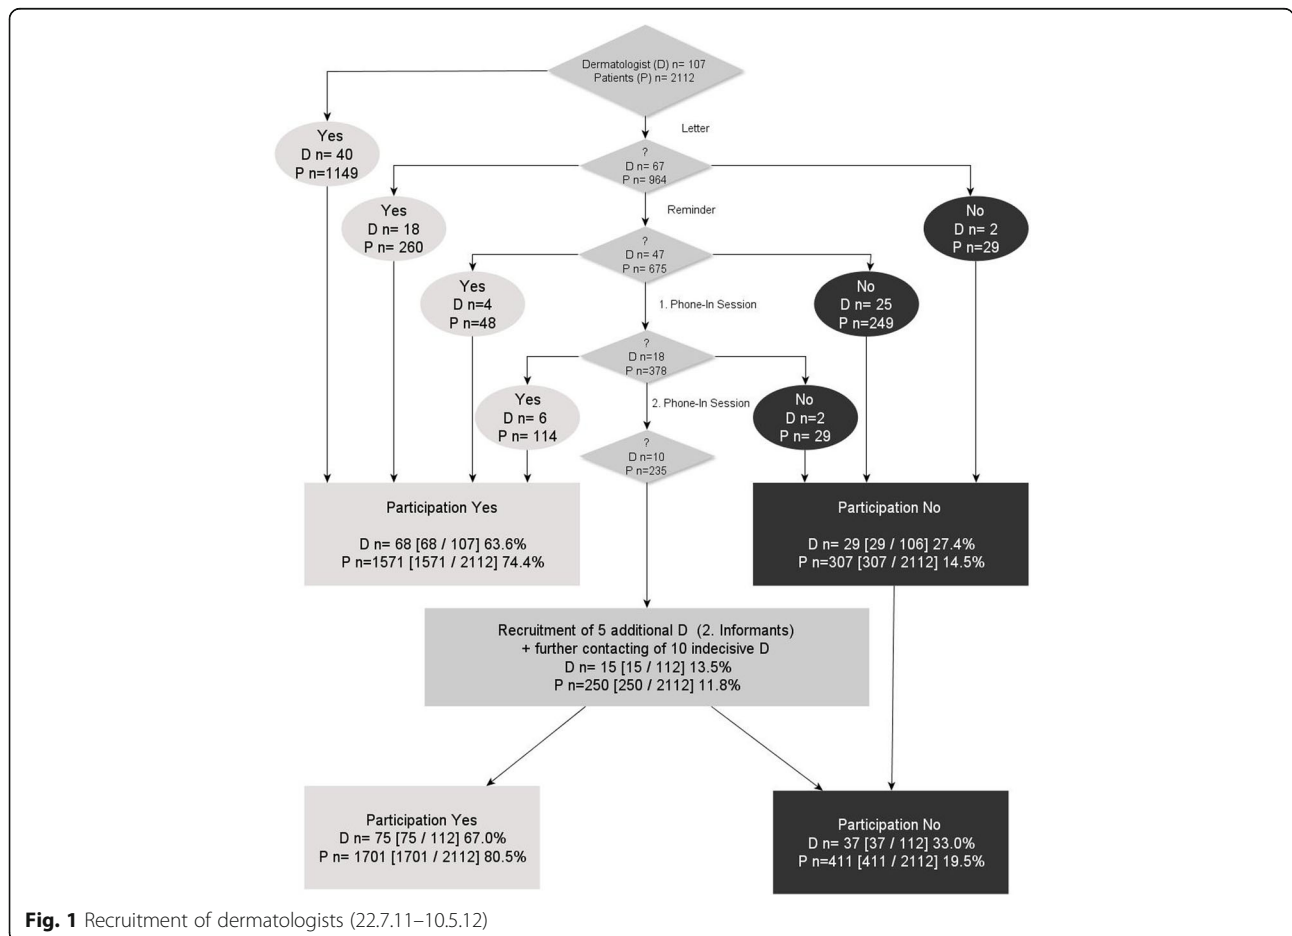 Dermatologist (D) n= 107
Patients (P) n= 2112
Letter
Yes
D n= 40
P n=1149
?
D n= 67
P n= 964
Reminder
Yes
D n= 18
P n= 260
No
D n= 2
P n=29
?
D n= 47
P n= 675
1. Phone-In Session
Yes
D n=4
P n=48
No
D n= 25
P n=249
?
D n=18
P n=378
2. Phone-In Session
Yes
D n= 6
P n= 114
No
D n=2
P n= 29
?
D n=10
P n=235
Participation Yes
D n= 68 [68 / 107] 63.6%
P n=1571 [1571 / 2112] 74.4%
Participation No
D n= 29 [29 / 106] 27.4%
P n=307 [307 / 2112] 14.5%
Recruitment of 5 additional D (2. Informants)
+ further contacting of 10 indecisive D
D n= 15 [15 / 112] 13.5%
P n=250 [250 / 2112] 11.8%
Participation Yes
D n= 75 [75 / 112] 67.0%
P n= 1701 [1701 / 2112] 80.5%
Participation No
D n= 37 [37 / 112] 33.0%
P n=411 [411 / 2112] 19.5%
Fig. 1 Recruitment of dermatologists (22.7.11–10.5.12)